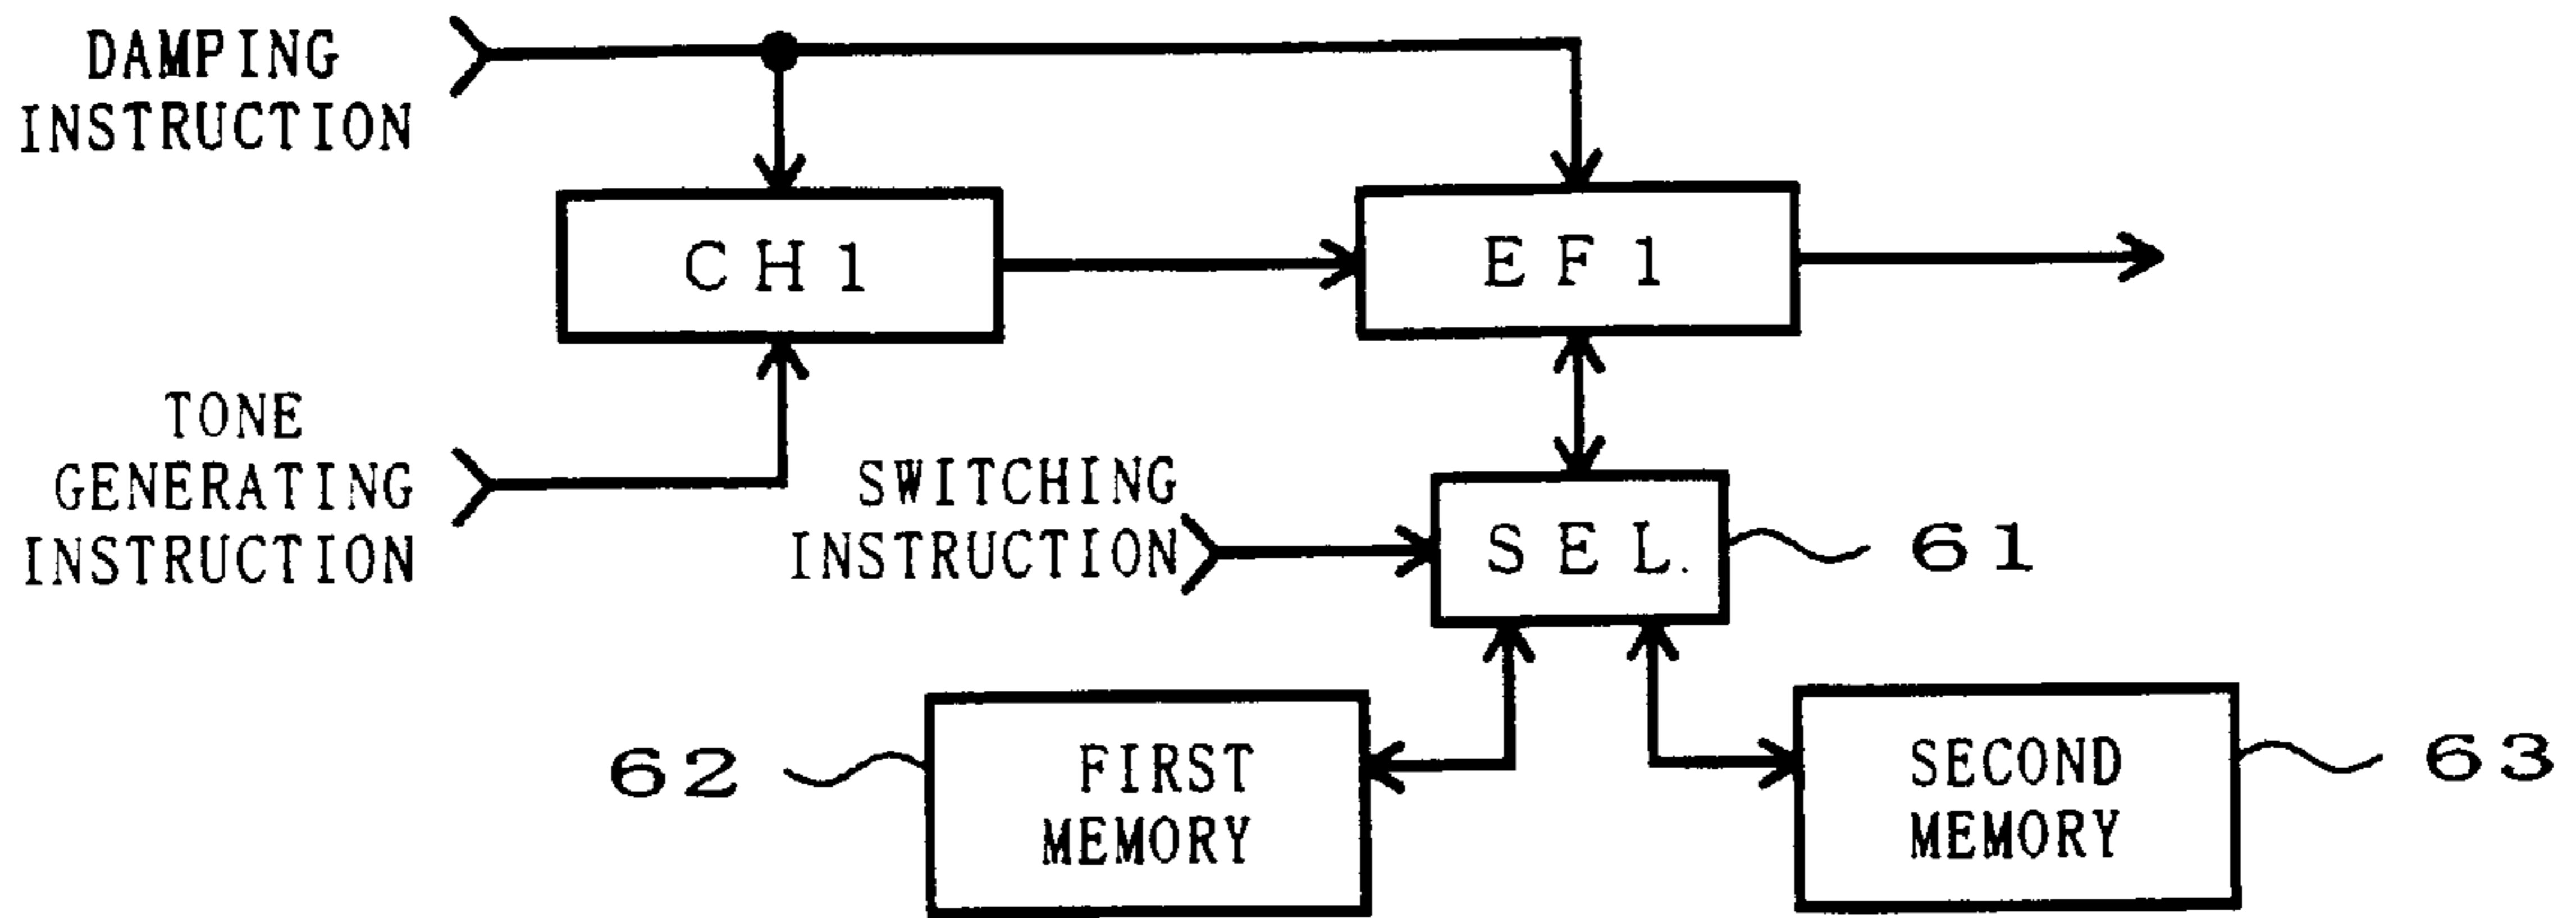 DAMPING
INSTRUCTION
CH1
EF1
TONE
GENERATING
INSTRUCTION
SWITCHING
INSTRUCTION
SEL.
61
62
FIRST
MEMORY
SECOND
MEMORY
63